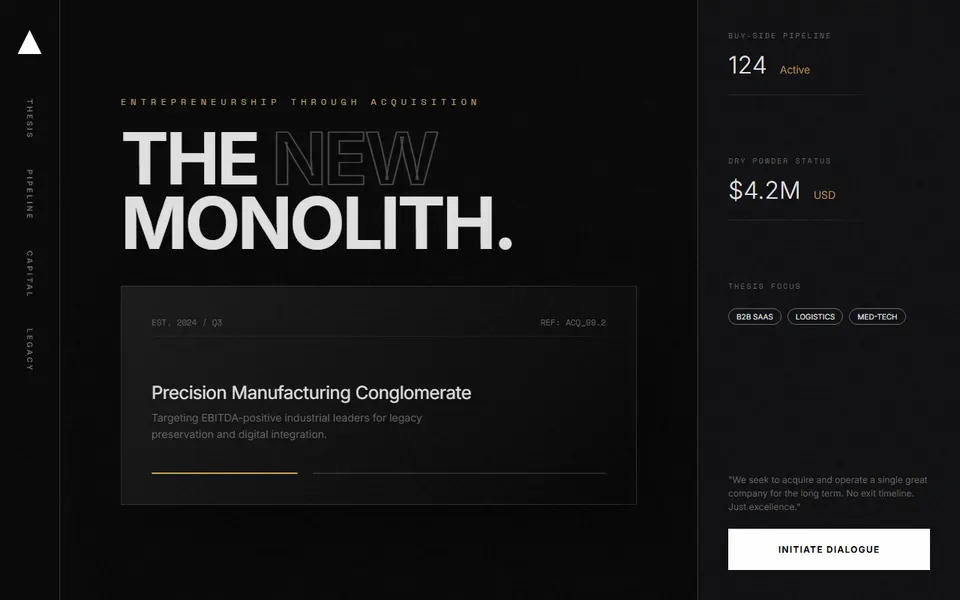 THESIS
PIPELINE
CAPITAL
LEGACY
ENTREPRENEURSHIP THROUGH ACQUISITION
THE NEW
MONOLITH.
EST. 2024 / Q3
REF: ACQ_99.2
Precision Manufacturing Conglomerate
Targeting EBITDA-positive industrial leaders for legacy
preservation and digital integration.
BUY-SIDE PIPELINE
124 Active
DRY POWDER STATUS
$4.2M USD
THESIS FOCUS
B2B SAAS
LOGISTICS
MED-TECH
"We seek to acquire and operate a single great
company for the long term. No exit timeline.
Just excellence."
INITIATE DIALOGUE